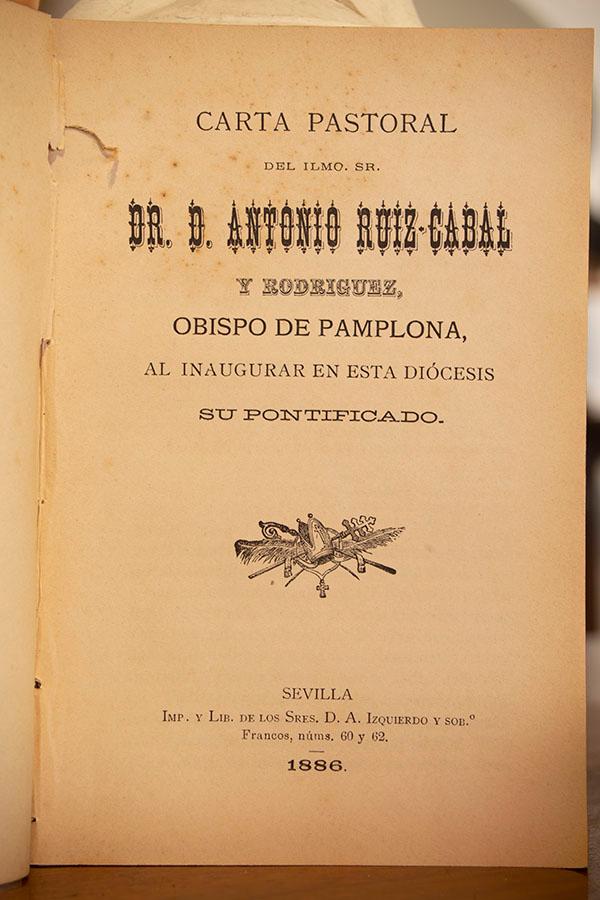 CARTA PASTORAL
DEL ILMO. SR.
DR. D. ANTONIO RUIZ-CABAL
Y RODRIGUEZ,
OBISPO DE PAMPLONA,
AL INAUGURAR EN ESTA DIÓCESIS
SU PONTIFICADO.
SEVILLA
IMP. Y LIB. DE LOS SRES. D. A. IZQUIERDO Y SOB.º
Francos, núms. 60 y 62.
1886.